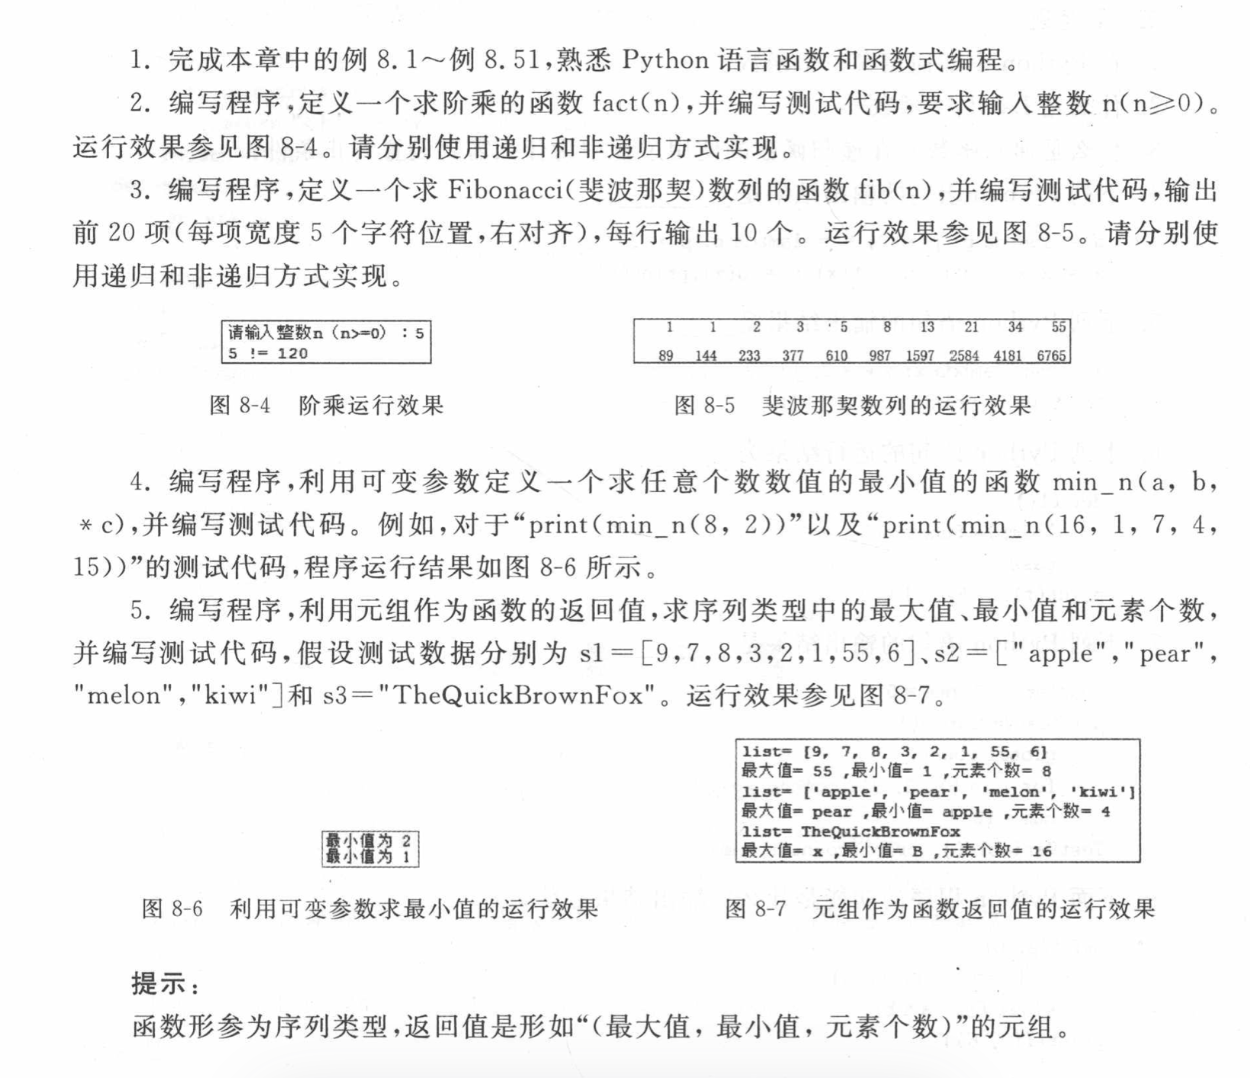 1. 完成本章中的例 8.1～例 8.51,熟悉 Python 语言函数和函数式编程。
2. 编写程序,定义一个求阶乘的函数 fact(n),并编写测试代码,要求输入整数 n(n≥0)。
运行效果参见图 8-4。请分别使用递归和非递归方式实现。
3. 编写程序,定义一个求 Fibonacci(斐波那契)数列的函数 fib(n),并编写测试代码,输出
前 20 项(每项宽度 5 个字符位置,右对齐),每行输出 10 个。运行效果参见图 8-5。请分别使
用递归和非递归方式实现。
请输入整数n（n>=0）：5
5 != 120
1 1 2 3 5 8 13 21 34 55
89 144 233 377 610 987 1597 2584 4181 6765
图 8-4 阶乘运行效果
图 8-5 斐波那契数列的运行效果
4. 编写程序,利用可变参数定义一个求任意个数数值的最小值的函数 min_n(a, b,
* c),并编写测试代码。例如,对于“print(min_n(8, 2))”以及“print(min_n(16, 1, 7, 4,
15))”的测试代码,程序运行结果如图 8-6 所示。
5. 编写程序,利用元组作为函数的返回值,求序列类型中的最大值、最小值和元素个数,
并编写测试代码,假设测试数据分别为 s1=[9,7,8,3,2,1,55,6]、s2=["apple","pear",
"melon","kiwi"]和 s3="TheQuickBrownFox"。运行效果参见图 8-7。
最小值为 2
最小值为 1
list= [9, 7, 8, 3, 2, 1, 55, 6]
最大值= 55 ,最小值= 1 ,元素个数= 8
list= ['apple', 'pear', 'melon', 'kiwi']
最大值= pear ,最小值= apple ,元素个数= 4
list= TheQuickBrownFox
最大值= x ,最小值= B ,元素个数= 16
图 8-6 利用可变参数求最小值的运行效果
图 8-7 元组作为函数返回值的运行效果
提示：
函数形参为序列类型,返回值是形如“(最大值, 最小值, 元素个数)”的元组。